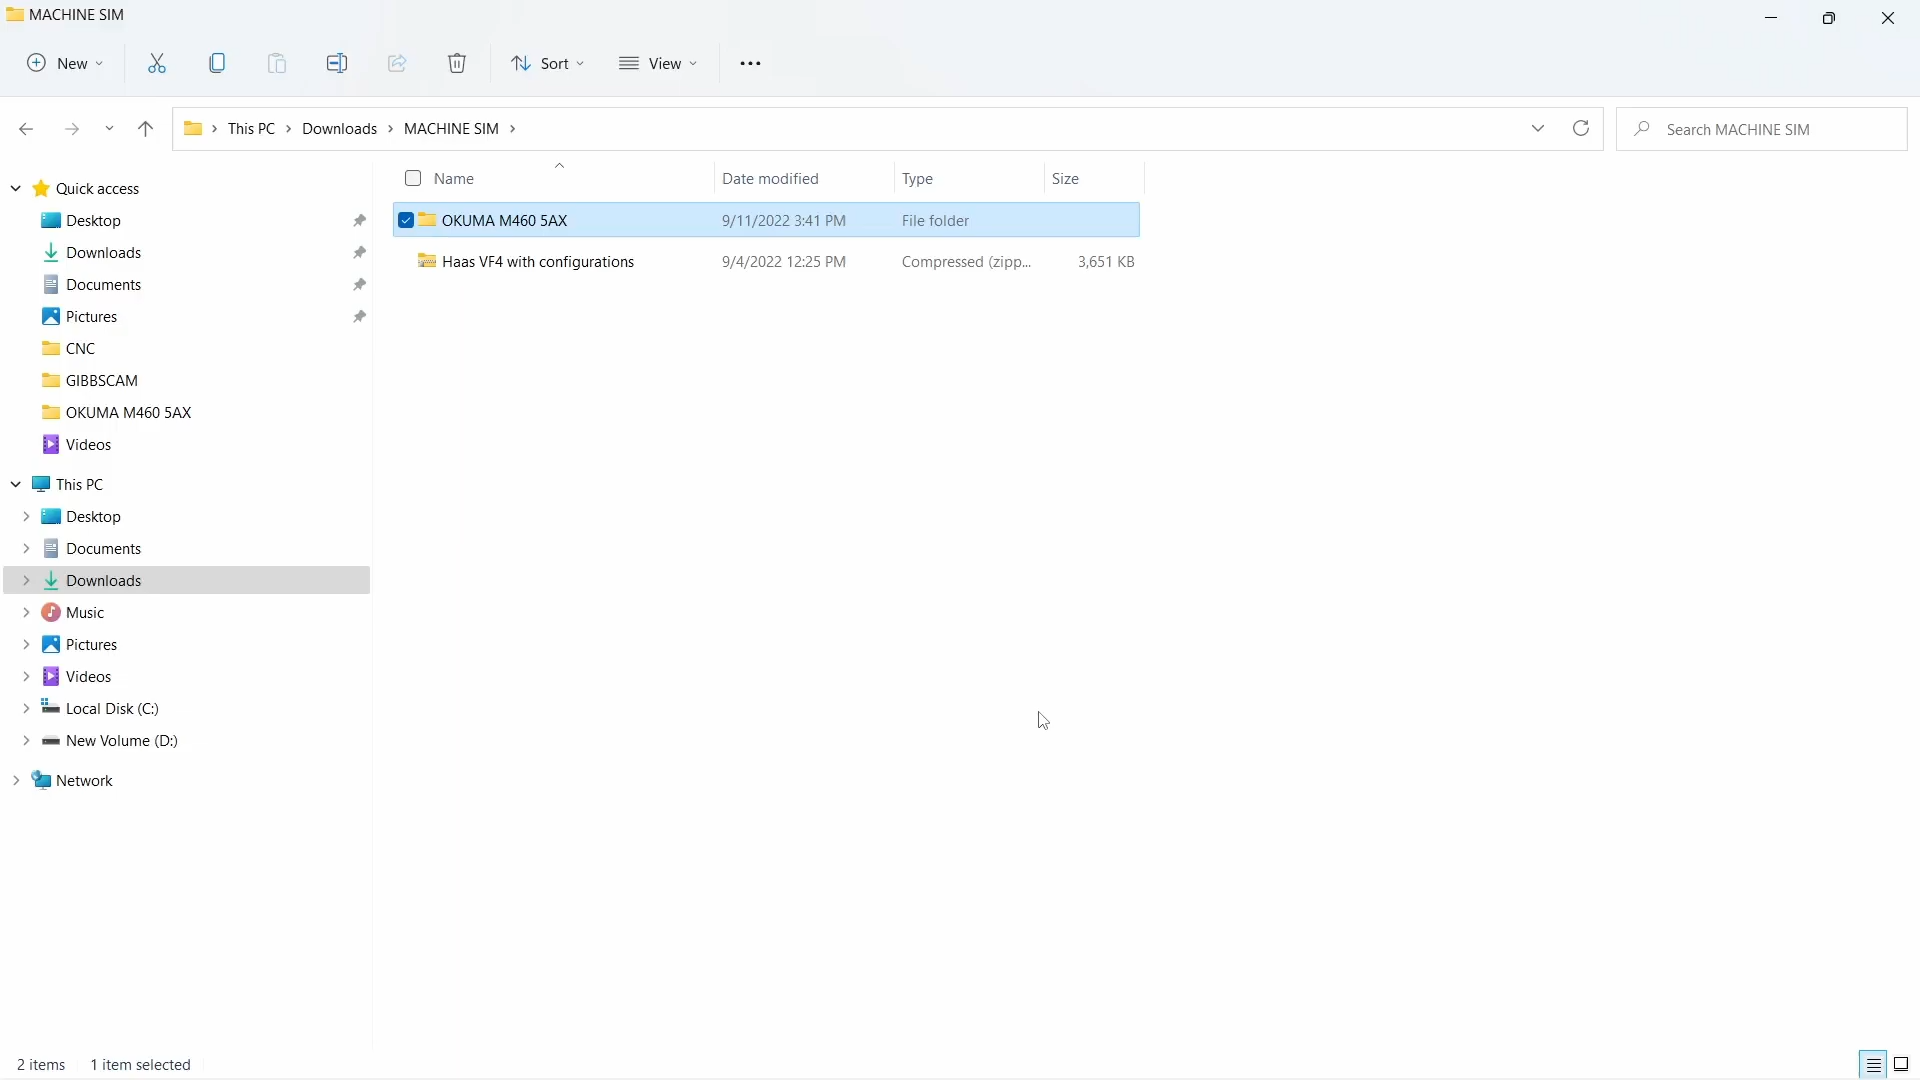 MACHINE SIM
New
Sort
View
This PC > Downloads > MACHINE SIM >
Search MACHINE SIM
Quick access
Desktop
Downloads
Documents
Pictures
CNC
GIBBSCAM
OKUMA M460 5AX
Videos
This PC
Desktop
Documents
Downloads
Music
Pictures
Videos
Local Disk (C:)
New Volume (D:)
Network
Name Date modified Type Size
OKUMA M460 5AX 9/11/2022 3:41 PM File folder
Haas VF4 with configurations 9/4/2022 12:25 PM Compressed (zipp... 3,651 KB
2 items 1 item selected